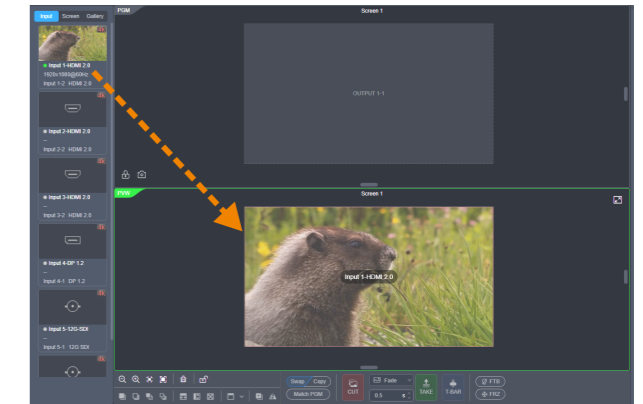 Input Screen Gallery
PGM
Screen 1
Input 1-HDMI 2.0
1920x1080@60Hz
Input 1-2 HDMI 2.0
OUTPUT 1-1
Input 2-HDMI 2.0
--
Input 2-2 HDMI 2.0
Input 3-HDMI 2.0
--
Input 3-2 HDMI 2.0
PVW
Screen 1
Input 1-HDMI 2.0
Input 4-DP 1.2
--
Input 4-1 DP 1.2
Input 5-12G-SDI
--
Input 5-1 12G SDI
Swap Copy
Match PGM
CUT
Fade
0.5 s
TAKE
T-BAR
FTB
FRZ